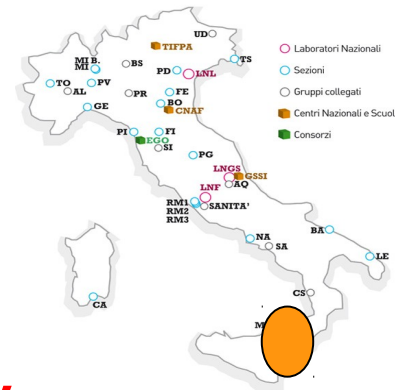 UD
TIFPA
MI B.
MI
BS
TS
PD
LNL
TO
PV
AL
PR
FE
BO
GE
CNAF
PI
FI
EGO
SI
PG
LNGS
GSSI
AQ
LNF
RM1
RM2
RM3
SANITA'
NA
SA
BA
LE
CS
CA
M
Laboratori Nazionali
Sezioni
Gruppi collegati
Centri Nazionali e Scuol
Consorzi